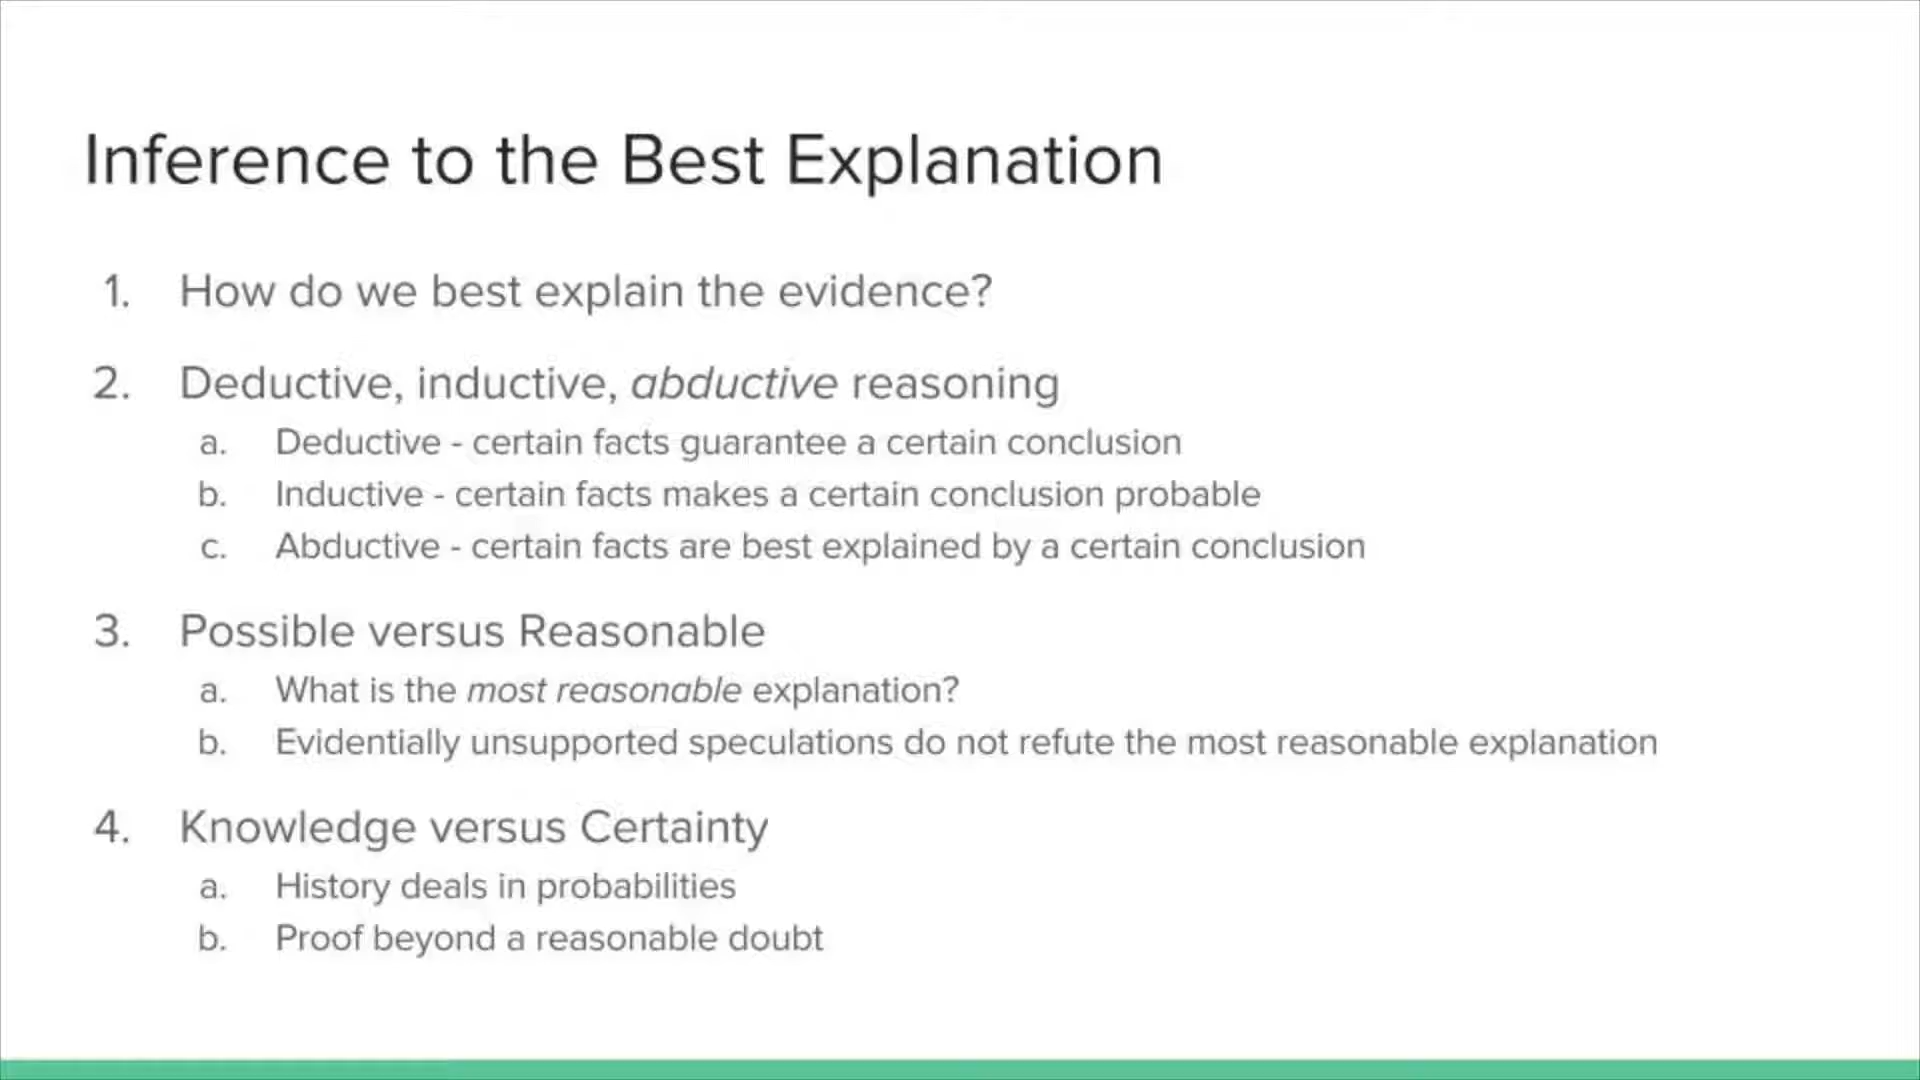 Inference to the Best Explanation
1. How do we best explain the evidence?
2. Deductive, inductive, abductive reasoning
a. Deductive - certain facts guarantee a certain conclusion
b. Inductive - certain facts makes a certain conclusion probable
c. Abductive - certain facts are best explained by a certain conclusion
3. Possible versus Reasonable
a. What is the most reasonable explanation?
b. Evidentially unsupported speculations do not refute the most reasonable explanation
4. Knowledge versus Certainty
a. History deals in probabilities
b. Proof beyond a reasonable doubt